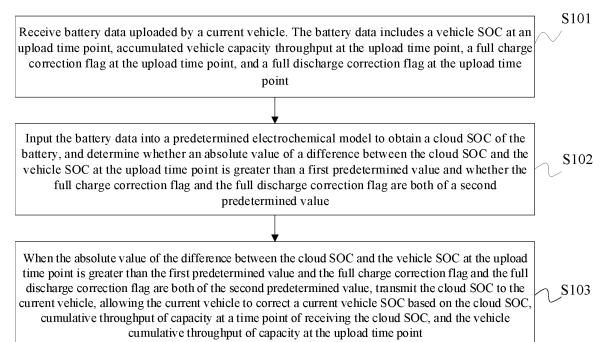 S101
Receive battery data uploaded by a current vehicle. The battery data includes a vehicle SOC at an
upload time point, accumulated vehicle capacity throughput at the upload time point, a full charge
correction flag at the upload time point, and a full discharge correction flag at the upload time
point
Input the battery data into a predetermined electrochemical model to obtain a cloud SOC of the
battery, and determine whether an absolute value of a difference between the cloud SOC and the
vehicle SOC at the upload time point is greater than a first predetermined value and whether the
full charge correction flag and the full discharge correction flag are both of a second
predetermined value
S102
When the absolute value of the difference between the cloud SOC and the vehicle SOC at the upload
time point is greater than the first predetermined value and the full charge correction flag and the full
discharge correction flag are both of the second predetermined value, transmit the cloud SOC to the
current vehicle, allowing the current vehicle to correct a current vehicle SOC based on the cloud SOC,
cumulative throughput of capacity at a time point of receiving the cloud SOC, and the vehicle
cumulative throughput of capacity at the upload time point
S103